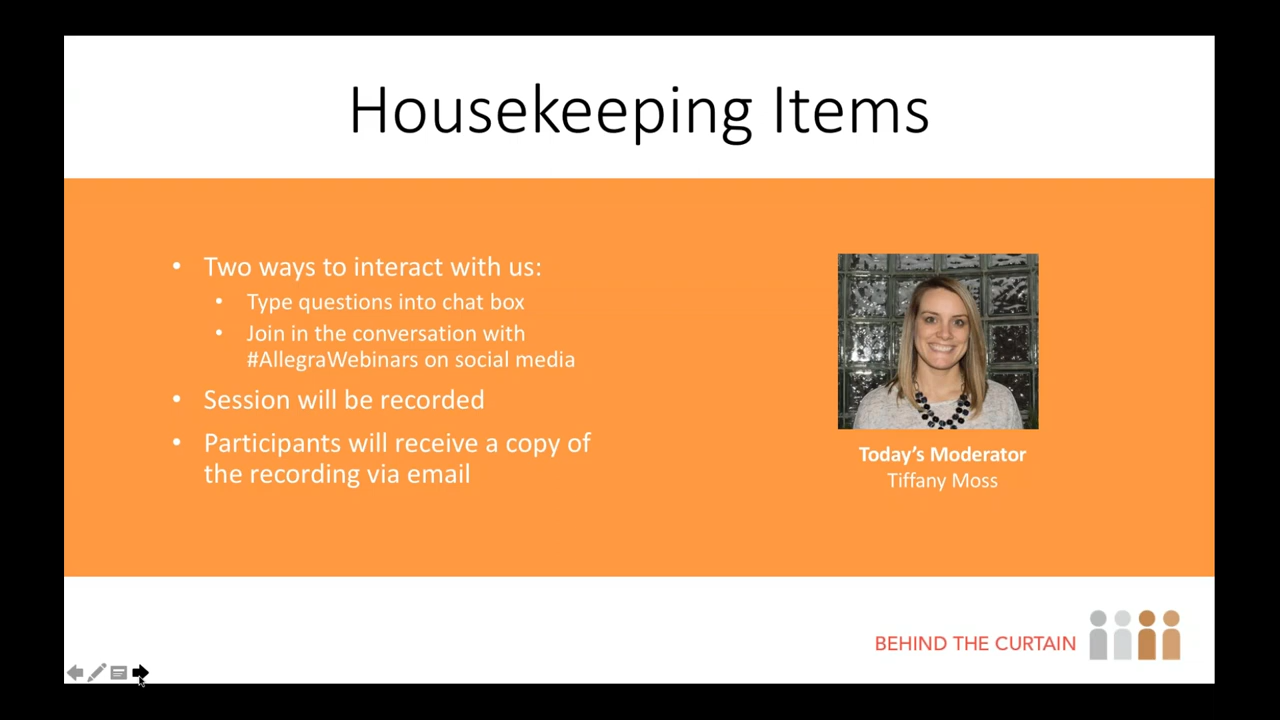 Housekeeping Items
• Two ways to interact with us:
• Type questions into chat box
• Join in the conversation with
#AllegraWebinars on social media
• Session will be recorded
• Participants will receive a copy of
the recording via email
Today’s Moderator
Tiffany Moss
BEHIND THE CURTAIN